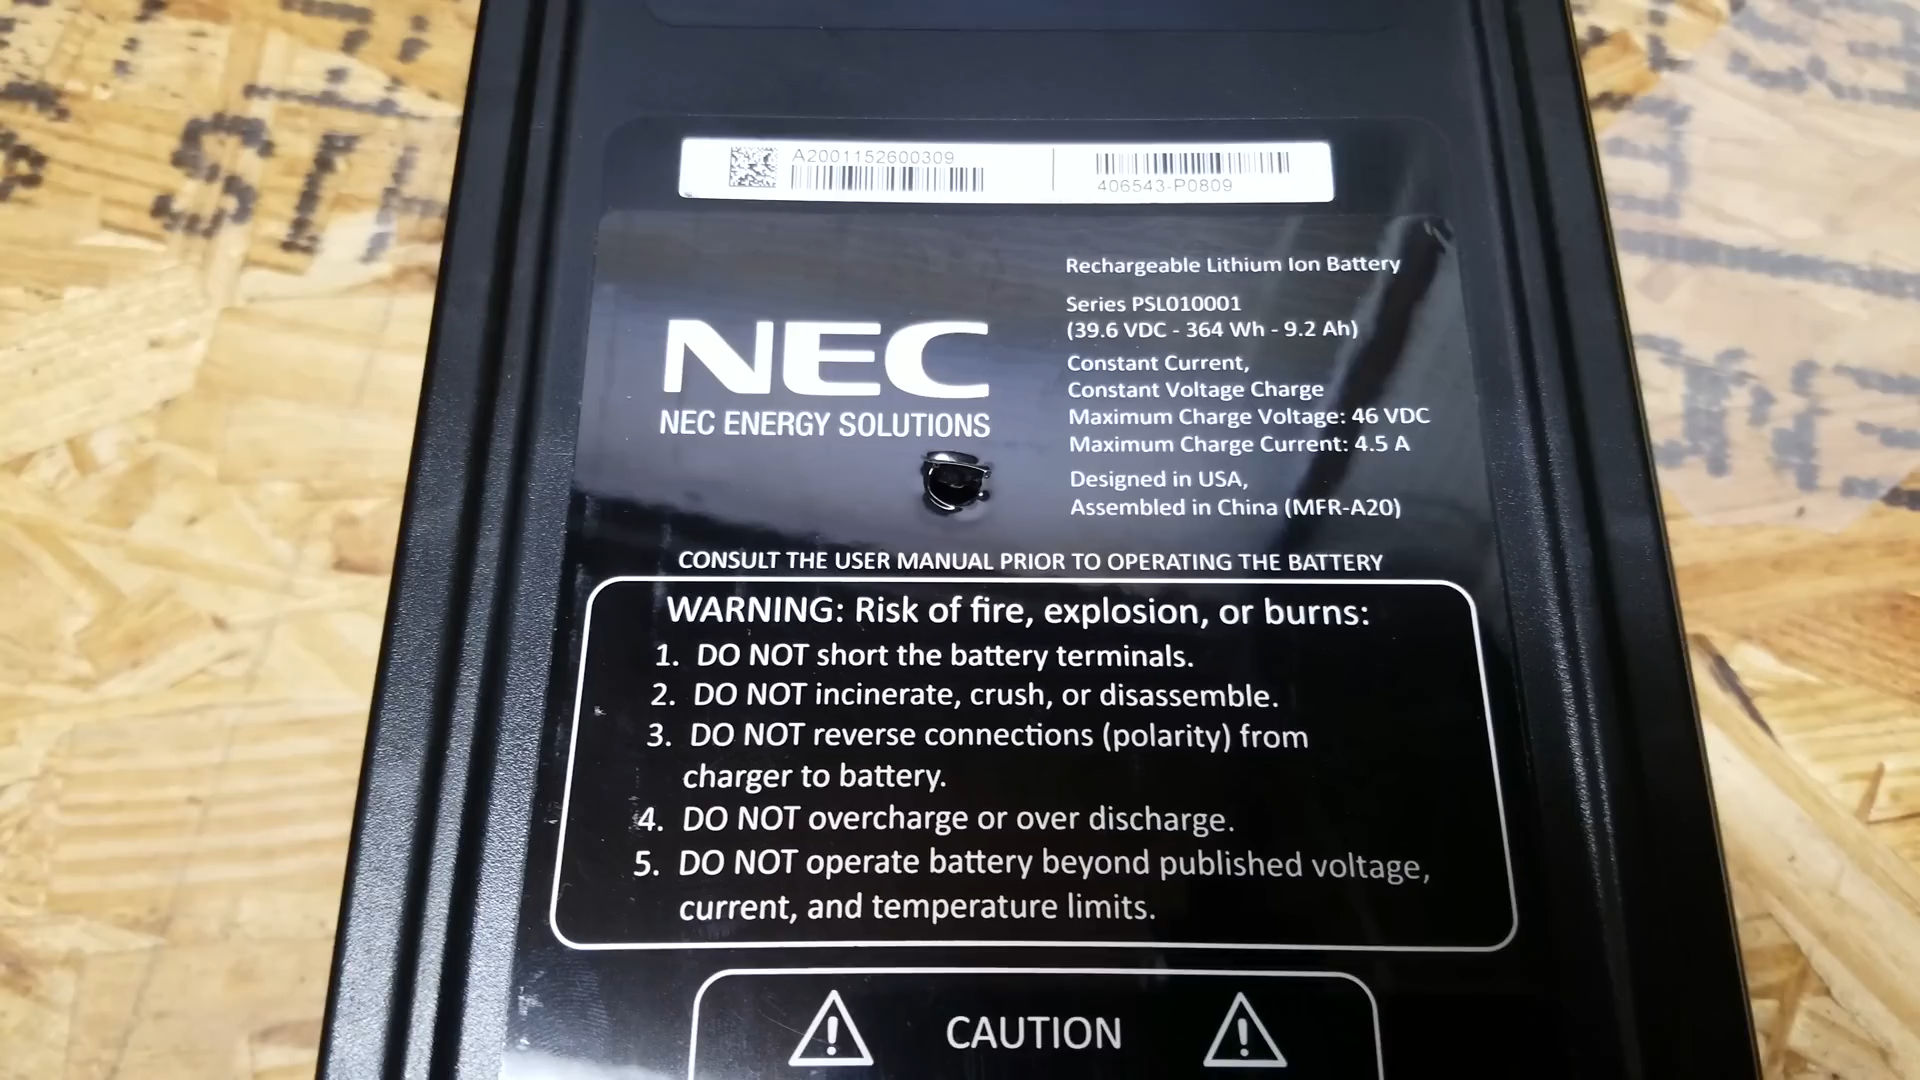 A2001152600309
406543-P0809
Rechargeable Lithium Ion Battery
Series PSL010001
(39.6 VDC - 364 Wh - 9.2 Ah)
Constant Current,
Constant Voltage Charge
Maximum Charge Voltage: 46 VDC
Maximum Charge Current: 4.5 A
Designed in USA,
Assembled in China (MFR-A20)
NEC
NEC ENERGY SOLUTIONS
CONSULT THE USER MANUAL PRIOR TO OPERATING THE BATTERY
WARNING: Risk of fire, explosion, or burns:
1. DO NOT short the battery terminals.
2. DO NOT incinerate, crush, or disassemble.
3. DO NOT reverse connections (polarity) from
charger to battery.
4. DO NOT overcharge or over discharge.
5. DO NOT operate battery beyond published voltage,
current, and temperature limits.
CAUTION